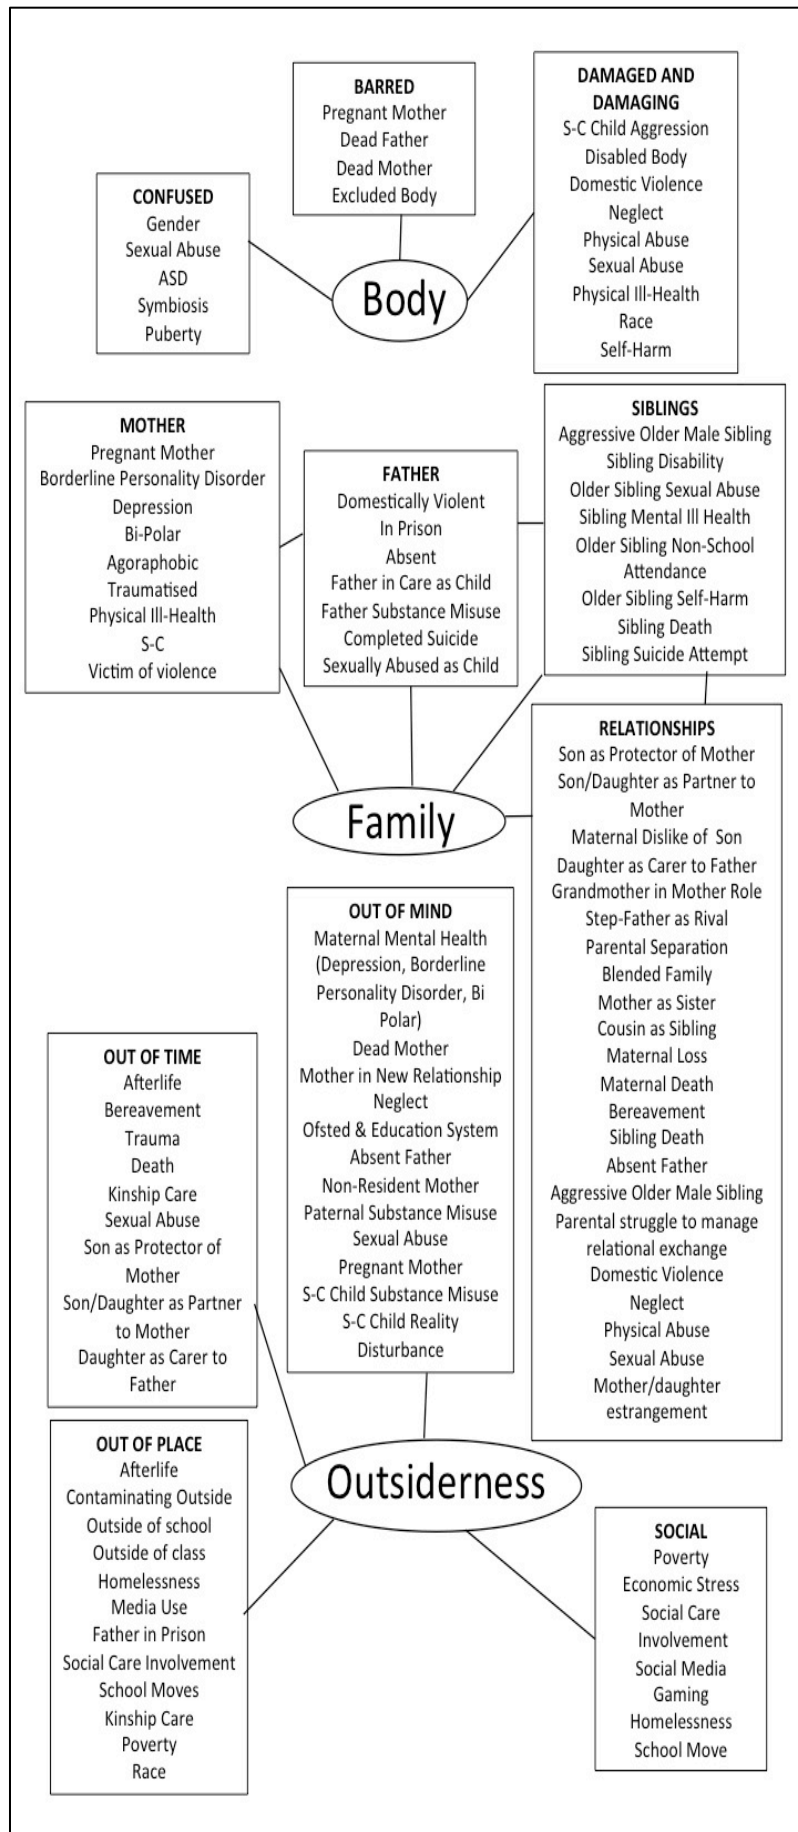 BARRED
Pregnant Mother
Dead Father
Dead Mother
Excluded Body
DAMAGED AND
DAMAGING
S-C Child Aggression
Disabled Body
Domestic Violence
Neglect
Physical Abuse
Sexual Abuse
Physical Ill-Health
Race
Self-Harm
CONFUSED
Gender
Sexual Abuse
ASD
Symbiosis
Puberty
Body
MOTHER
Pregnant Mother
Borderline Personality Disorder
Depression
Bi-Polar
Agoraphobic
Traumatised
Physical Ill-Health
S-C
Victim of violence
FATHER
Domestically Violent
In Prison
Absent
Father in Care as Child
Father Substance Misuse
Completed Suicide
Sexually Abused as Child
SIBLINGS
Aggressive Older Male Sibling
Sibling Disability
Older Sibling Sexual Abuse
Sibling Mental Ill Health
Older Sibling Non-School
Attendance
Older Sibling Self-Harm
Sibling Death
Sibling Suicide Attempt
Family
RELATIONSHIPS
Son as Protector of Mother
Son/Daughter as Partner to
Mother
Maternal Dislike of Son
Daughter as Carer to Father
Grandmother in Mother Role
Step-Father as Rival
Parental Separation
Blended Family
Mother as Sister
Cousin as Sibling
Maternal Loss
Maternal Death
Bereavement
Sibling Death
Absent Father
Aggressive Older Male Sibling
Parental struggle to manage
relational exchange
Domestic Violence
Neglect
Physical Abuse
Sexual Abuse
Mother/daughter
estrangement
OUT OF MIND
Maternal Mental Health
(Depression, Borderline
Personality Disorder, Bi
Polar)
Dead Mother
Mother in New Relationship
Neglect
Ofsted & Education System
Absent Father
Non-Resident Mother
Paternal Substance Misuse
Sexual Abuse
Pregnant Mother
S-C Child Substance Misuse
S-C Child Reality
Disturbance
OUT OF TIME
Afterlife
Bereavement
Trauma
Death
Kinship Care
Sexual Abuse
Son as Protector of
Mother
Son/Daughter as Partner
to Mother
Daughter as Carer to
Father
OUT OF PLACE
Afterlife
Contaminating Outside
Outside of school
Outside of class
Homelessness
Media Use
Father in Prison
Social Care Involvement
School Moves
Kinship Care
Poverty
Race
Outsiderness
SOCIAL
Poverty
Economic Stress
Social Care
Involvement
Social Media
Gaming
Homelessness
School Move